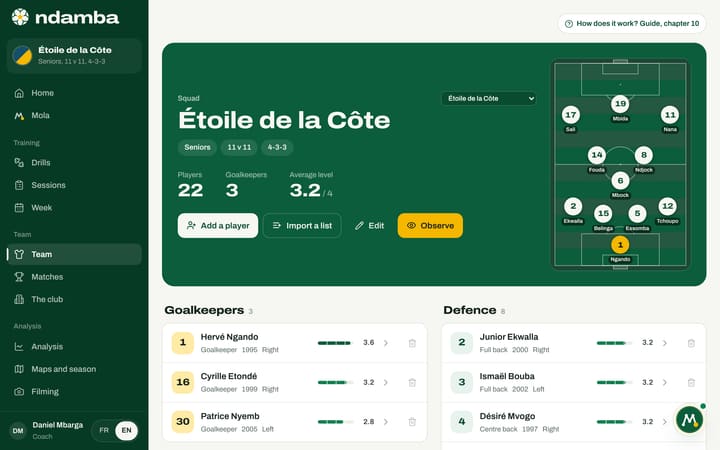 ndamba
Étoile de la Côte
Seniors, 11 v 11, 4-3-3
Home
Mola
Training
Drills
Sessions
Week
Team
Team
Matches
The club
Analysis
Analysis
Maps and season
Filming
DM
Daniel Mbarga
Coach
FR
EN
How does it work? Guide, chapter 10
Squad
Étoile de la Côte
Étoile de la Côte
Seniors
11 v 11
4-3-3
Players
22
Goalkeepers
3
Average level
3.2 / 4
Add a player
Import a list
Edit
Observe
19
Mbida
17
Sali
11
Nana
14
Fouda
8
Ndjock
6
Mbock
2
Ekwalla
15
Belinga
5
Essomba
12
Tchoupo
1
Ngando
Goalkeepers 3
1
Hervé Ngando
Goalkeeper 1995 Right
3.6
16
Cyrille Etondé
Goalkeeper 1999 Right
3.2
30
Patrice Nyemb
Goalkeeper 2005 Left
2.8
Defence 8
2
Junior Ekwalla
Full back 2000 Right
3.2
3
Ismaël Bouba
Full back 2002 Left
3.2
4
Désiré Mvogo
Centre back 1997 Right
3.2